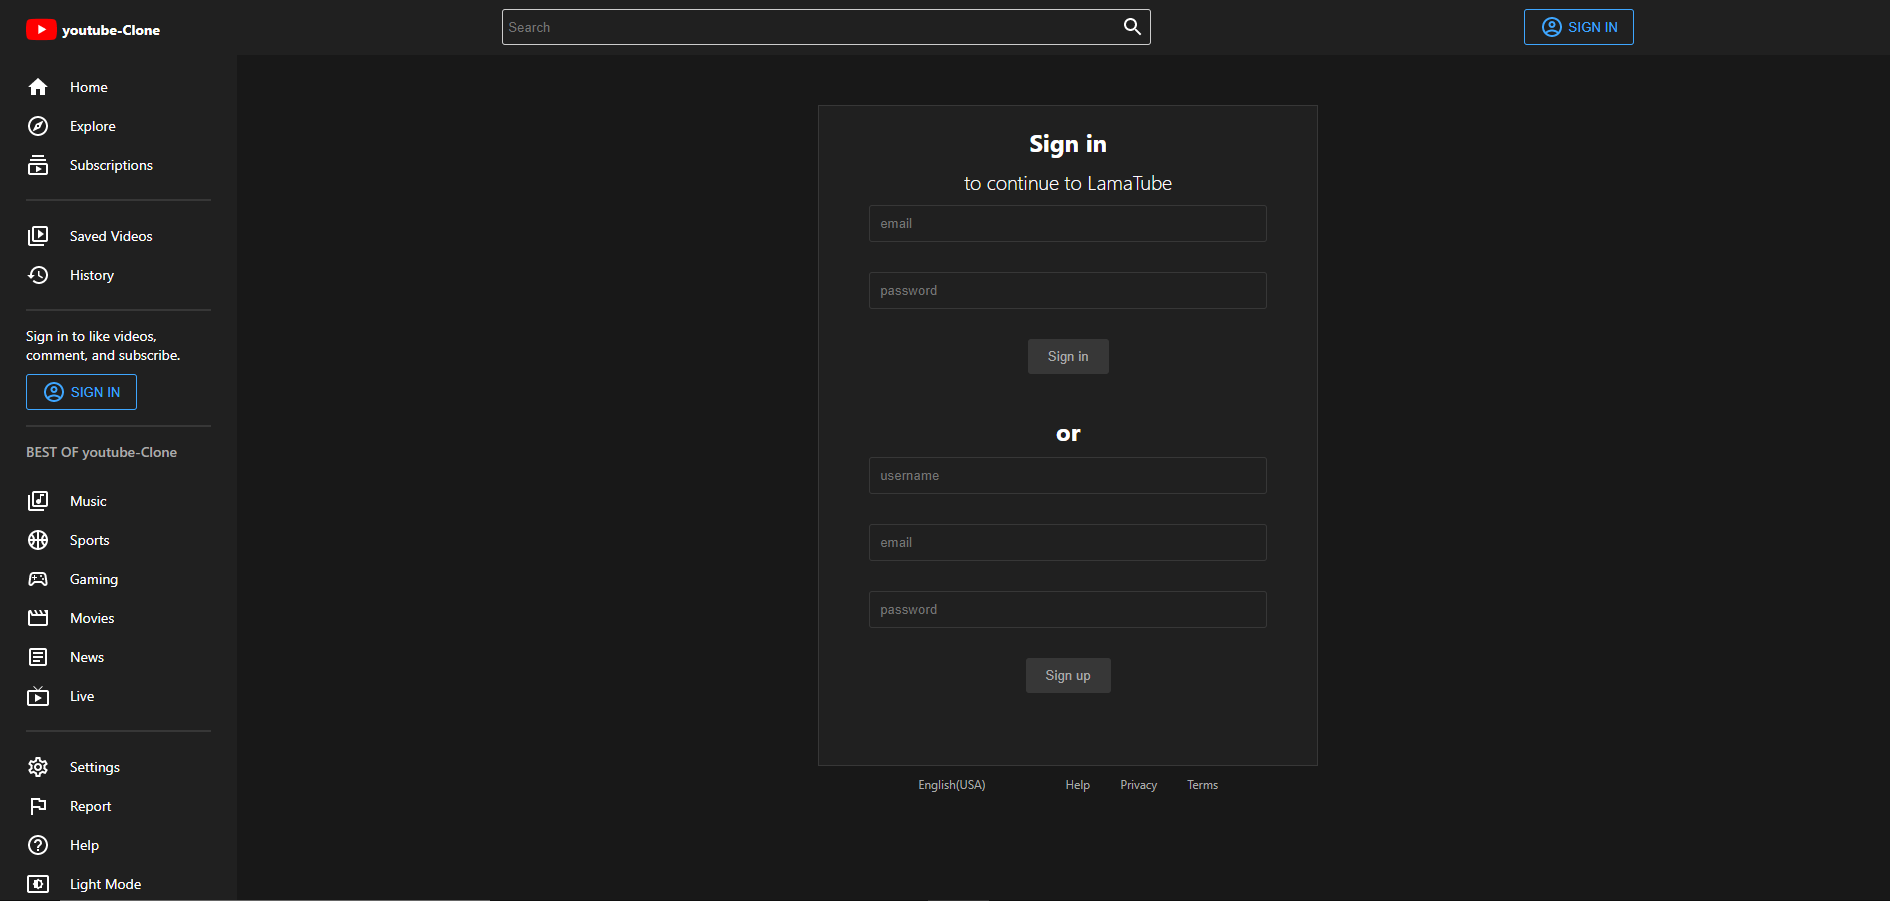 youtube-Clone
Search
SIGN IN
Home
Explore
Subscriptions
Saved Videos
History
Sign in to like videos,
comment, and subscribe.
SIGN IN
BEST OF youtube-Clone
Music
Sports
Gaming
Movies
News
Live
Settings
Report
Help
Light Mode
Sign in
to continue to LamaTube
email
password
Sign in
or
username
email
password
Sign up
English(USA) Help Privacy Terms